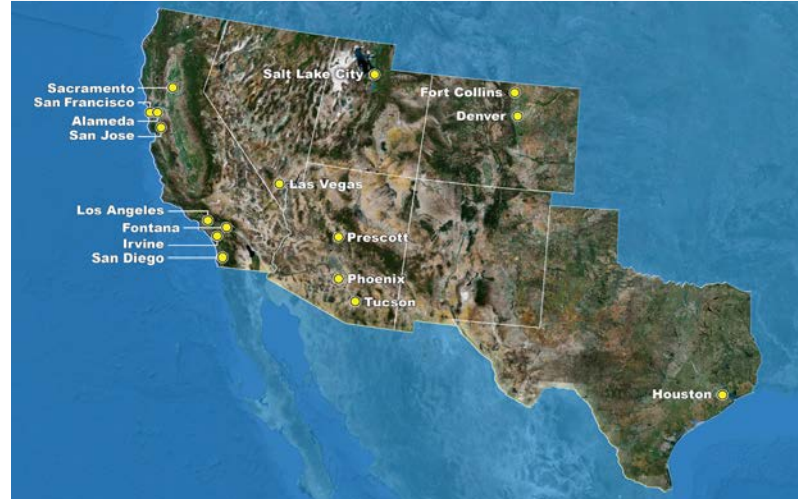 Salt Lake City
Sacramento
Fort Collins
San Francisco
Denver
Alameda
San Jose
Las Vegas
Los Angeles
Fontana
Prescott
Irvine
San Diego
Phoenix
Tucson
Houston